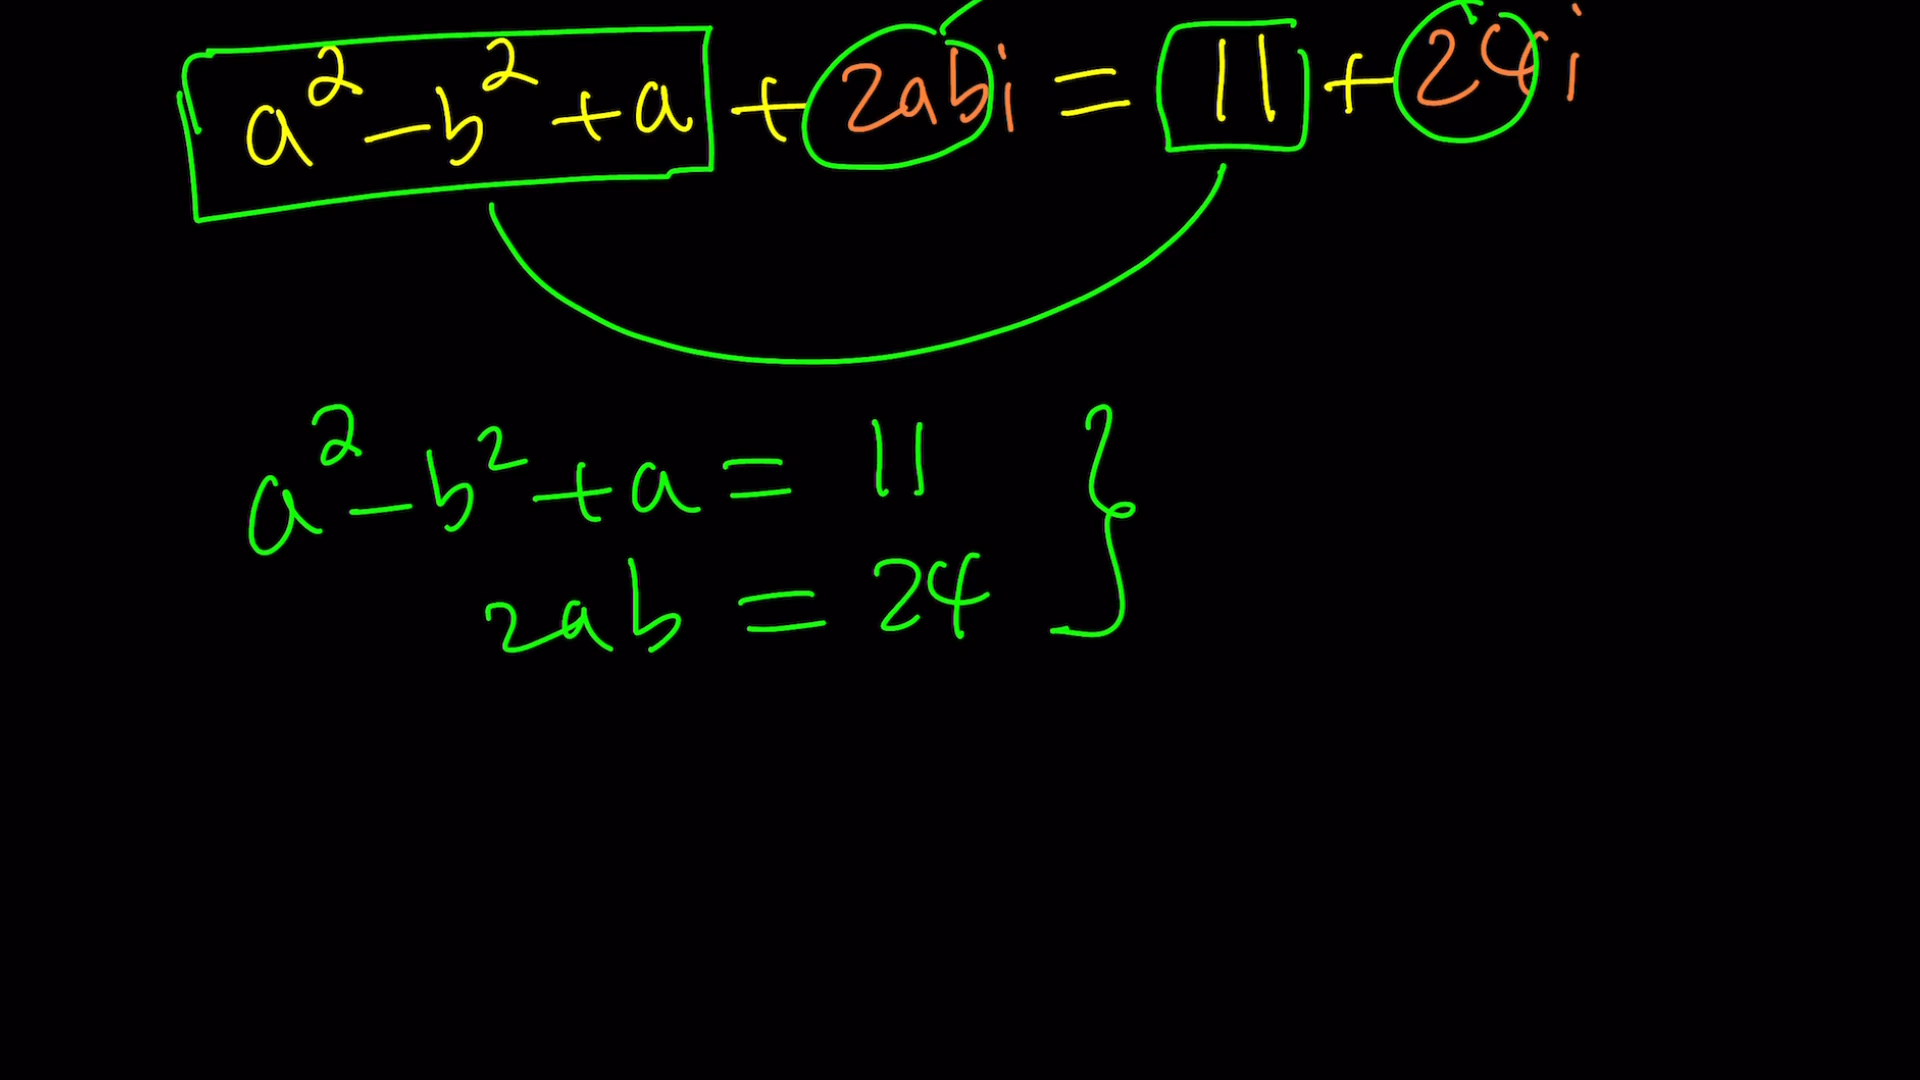 a² − b² + a + 2abi = 11 + 24i
a² − b² + a = 11
2ab = 24